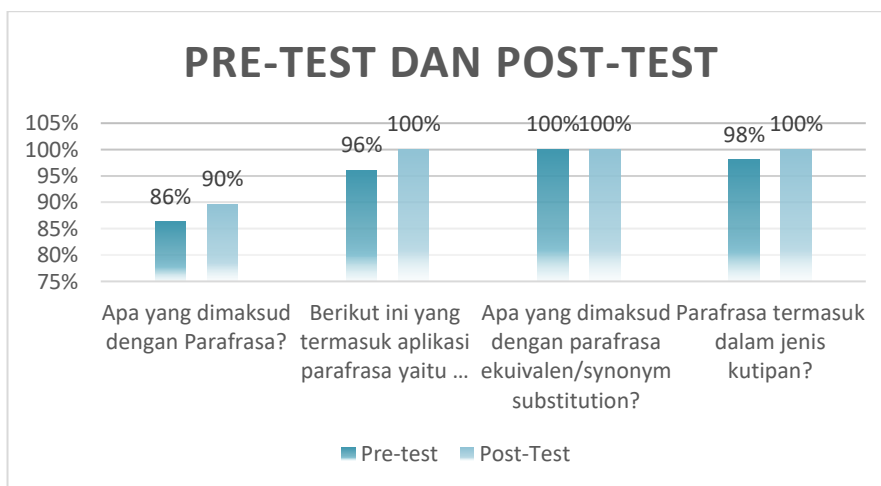 PRE-TEST DAN POST-TEST
105%
100%
95%
90%
85%
80%
75%
86%
90%
96%
100%
100%
100%
98%
100%
Apa yang dimaksud
dengan Parafrasa?
Berikut ini yang
termasuk aplikasi
parafrasa yaitu ...
Apa yang dimaksud
dengan parafrasa
ekuivalen/synonym
substitution?
Parafrasa termasuk
dalam jenis
kutipan?
Pre-test
Post-Test